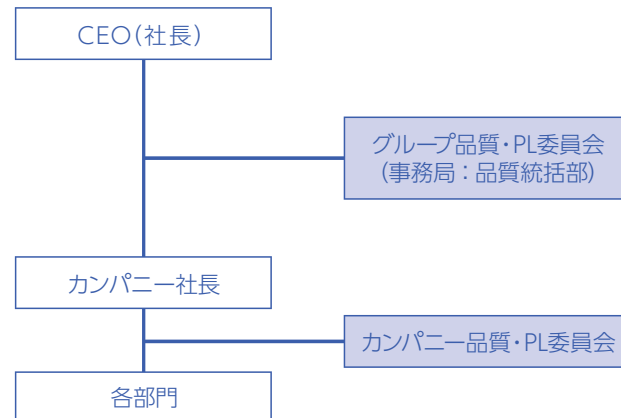 CEO(社長)
グループ品質・PL委員会
(事務局：品質統括部)
カンパニー社長
カンパニー品質・PL委員会
各部門